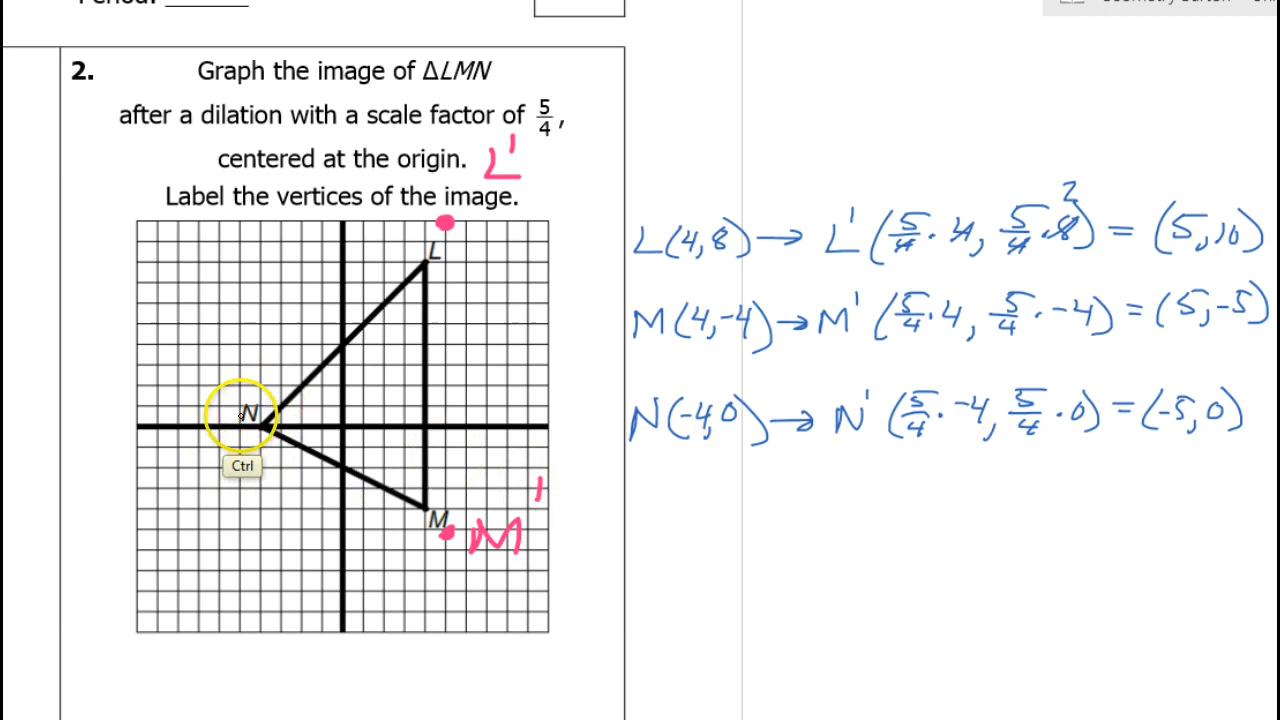 Period:
2.
Graph the image of ΔLMN
after a dilation with a scale factor of 5/4,
centered at the origin.
L'
Label the vertices of the image.
L
N
Ctrl
M
M'
L(4,8) → L' (5/4 · 4, 5/4 · 8) 2 = (5,10)
M(4,-4) → M' (5/4 · 4, 5/4 · -4) = (5,-5)
N(-4,0) → N' (5/4 · -4, 5/4 · 0) = (-5,0)